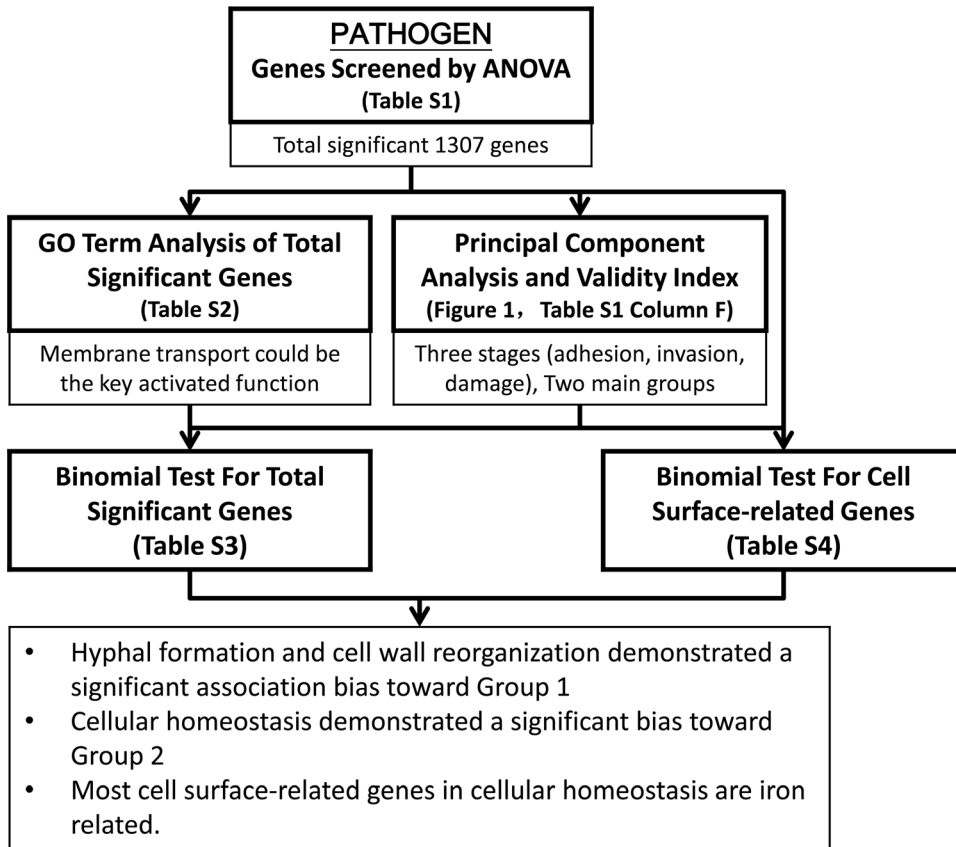 PATHOGEN
Genes Screened by ANOVA
(Table S1)
Total significant 1307 genes
GO Term Analysis of Total
Significant Genes
(Table S2)
Membrane transport could be
the key activated function
Principal Component
Analysis and Validity Index
(Figure 1， Table S1 Column F)
Three stages (adhesion, invasion,
damage), Two main groups
Binomial Test For Total
Significant Genes
(Table S3)
Binomial Test For Cell
Surface-related Genes
(Table S4)
• Hyphal formation and cell wall reorganization demonstrated a
significant association bias toward Group 1
• Cellular homeostasis demonstrated a significant bias toward
Group 2
• Most cell surface-related genes in cellular homeostasis are iron
related.